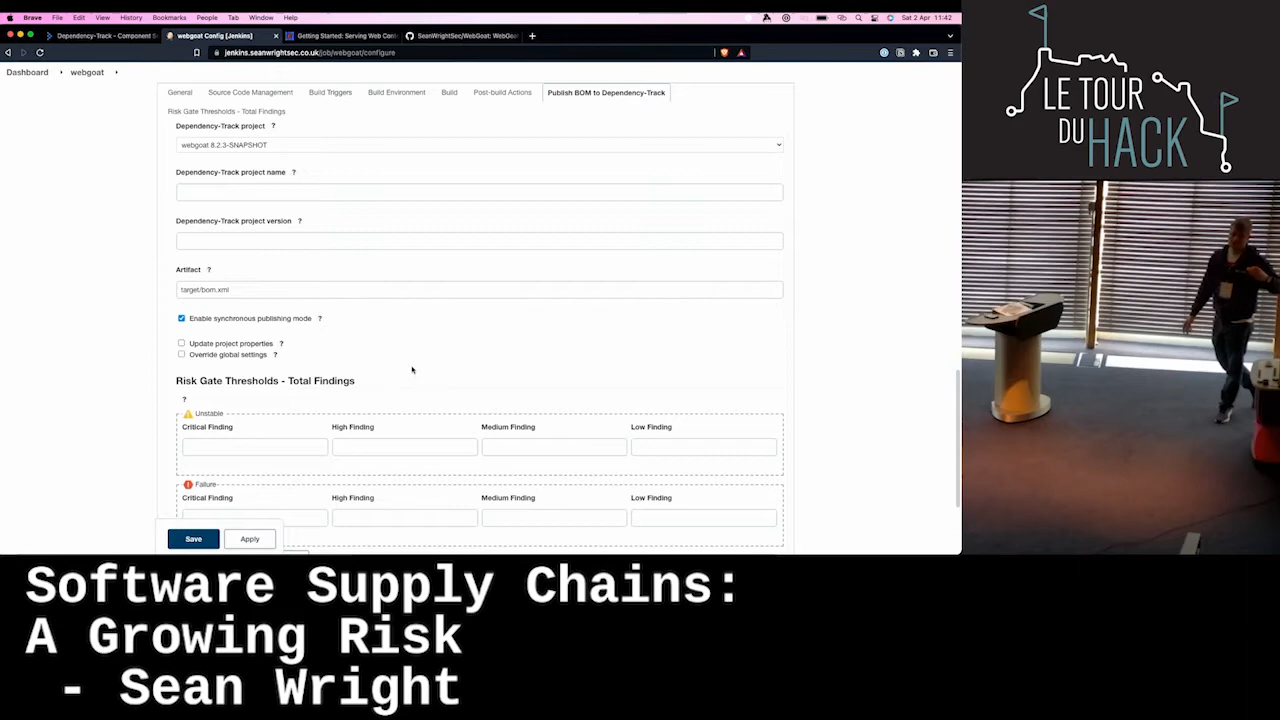 Brave File Edit View History Bookmarks People Tab Window Help Sat 2 Apr 11:42
Dependency-Track - Component S
webgoat Config [Jenkins]
Getting Started: Serving Web Con
SeanWrightSec/WebGoat: WebGoa
jenkins.seanwrightsec.co.uk/job/webgoat/configure
Dashboard webgoat
General Source Code Management Build Triggers Build Environment Build Post-build Actions Publish BOM to Dependency-Track
Risk Gate Thresholds - Total Findings
Dependency-Track project ?
webgoat 8.2.3-SNAPSHOT
Dependency-Track project name ?
Dependency-Track project version ?
Artifact ?
target/bom.xml
Enable synchronous publishing mode ?
Update project properties ?
Override global settings ?
Risk Gate Thresholds - Total Findings
?
Unstable
Critical Finding High Finding Medium Finding Low Finding
Failure
Critical Finding High Finding Medium Finding Low Finding
Save Apply
LE TOUR
DU HACK
Software Supply Chains:
A Growing Risk
- Sean Wright